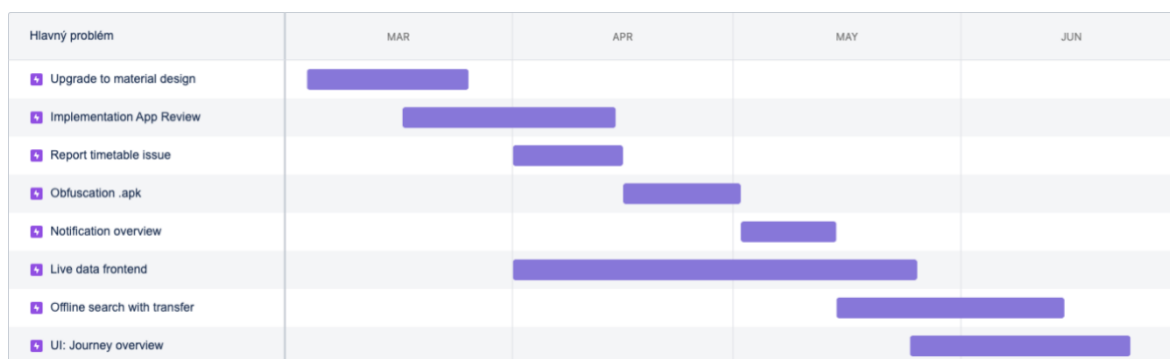 Hlavný problém
MAR
APR
MAY
JUN
Upgrade to material design
Implementation App Review
Report timetable issue
Obfuscation .apk
Notification overview
Live data frontend
Offline search with transfer
UI: Journey overview